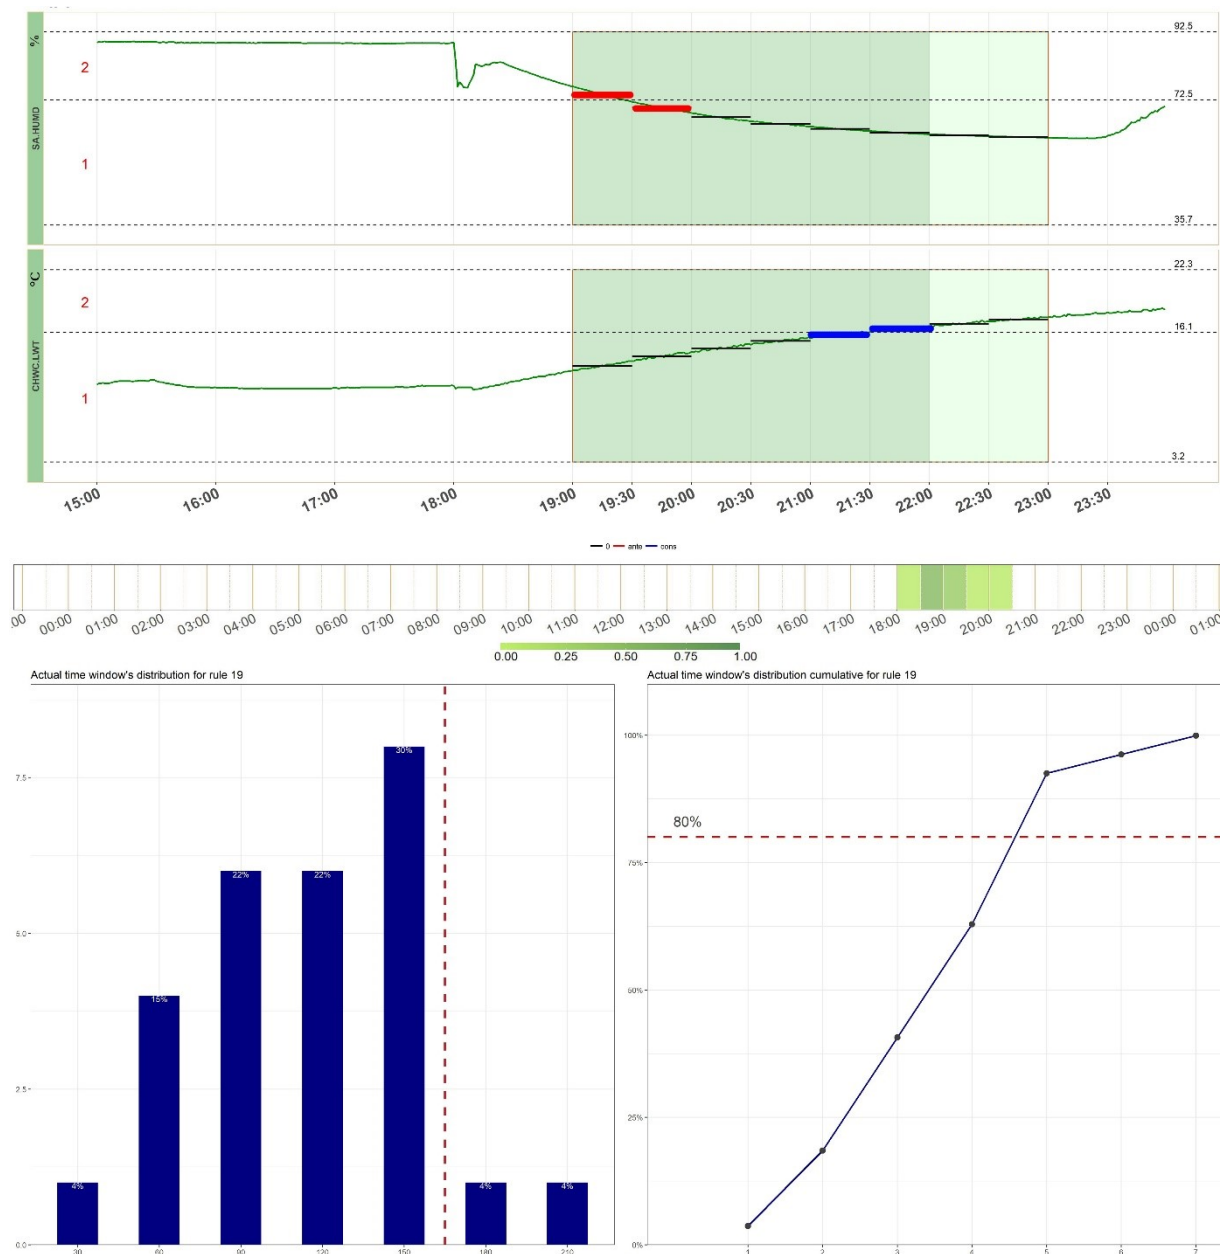 %
SA.HUMD
2
1
92.5
72.5
35.7
°C
CHWC.LWT
2
1
22.3
16.1
3.2
15:00 16:00 17:00 18:00 19:00 19:30 20:00 20:30 21:00 21:30 22:00 22:30 23:00 23:30
0 ante cons
:00 00:00 01:00 02:00 03:00 04:00 05:00 06:00 07:00 08:00 09:00 10:00 11:00 12:00 13:00 14:00 15:00 16:00 17:00 18:00 19:00 20:00 21:00 22:00 23:00 00:00 01:00
0.00 0.25 0.50 0.75 1.00
Actual time window's distribution for rule 19
7.5
5.0
2.5
0.0
4% 15% 22% 22% 30% 4% 4%
30 60 90 120 150 180 210
Actual time window's distribution cumulative for rule 19
100%
80%
75%
50%
25%
0%
1 2 3 4 5 6 7